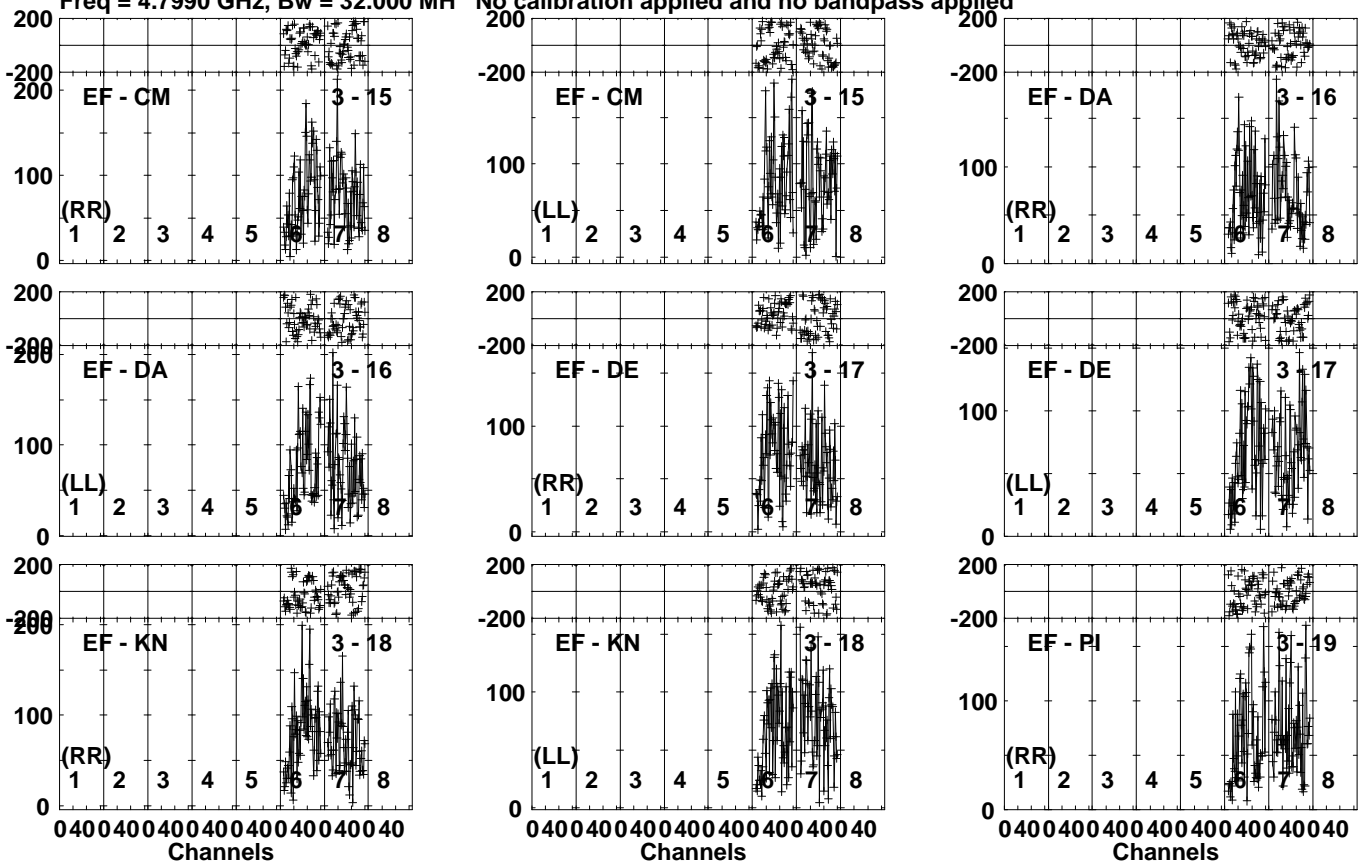 Freq = 4.7990 GHz, Bw = 32.000 MH No calibration applied and no bandpass applied
200
-200
200
EF - CM 3 - 15
100
(RR)
1 2 3 4 5 6 7 8
0
200
-200
200
EF - CM 3 - 15
100
(LL)
1 2 3 4 5 6 7 8
0
200
-200
EF - DA 3 - 16
100
(RR)
1 2 3 4 5 6 7 8
0
200
-200
200
EF - DA 3 - 16
100
(LL)
1 2 3 4 5 6 7 8
0
200
-200
EF - DE 3 - 17
100
(RR)
1 2 3 4 5 6 7 8
0
200
-200
EF - DE 3 - 17
100
(LL)
1 2 3 4 5 6 7 8
0
200
-200
200
EF - KN 3 - 18
100
(RR)
1 2 3 4 5 6 7 8
0
200
-200
EF - KN 3 - 18
100
(LL)
1 2 3 4 5 6 7 8
0
200
-200
EF - PI 3 - 19
100
(RR)
1 2 3 4 5 6 7 8
0
0 40 0 40 0 40 0 40 0 40 0 40 0 40 0 40
Channels
0 40 0 40 0 40 0 40 0 40 0 40 0 40 0 40
Channels
0 40 0 40 0 40 0 40 0 40 0 40 0 40 0 40
Channels